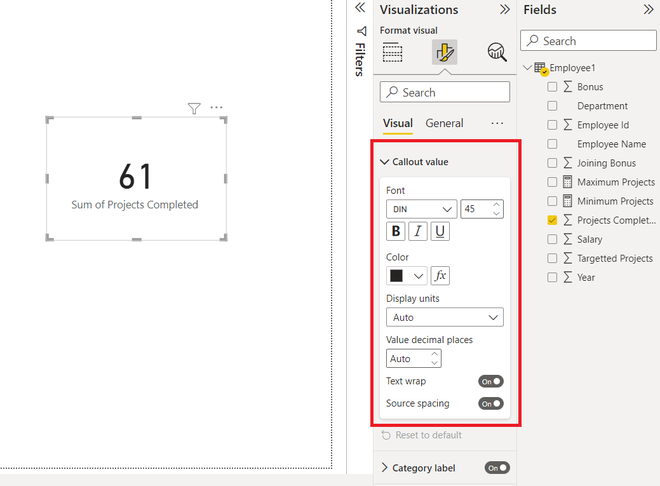 61
Sum of Projects Completed
Filters
Visualizations
Format visual
Search
Visual General
Callout value
Font
DIN 45
B I U
Color
fx
Display units
Auto
Value decimal places
Auto
Text wrap On
Source spacing On
Reset to default
Category label On
Fields
Search
Employee1
Σ Bonus
Department
Σ Employee Id
Employee Name
Σ Joining Bonus
Maximum Projects
Minimum Projects
Σ Projects Complet...
Σ Salary
Σ Targetted Projects
Σ Year